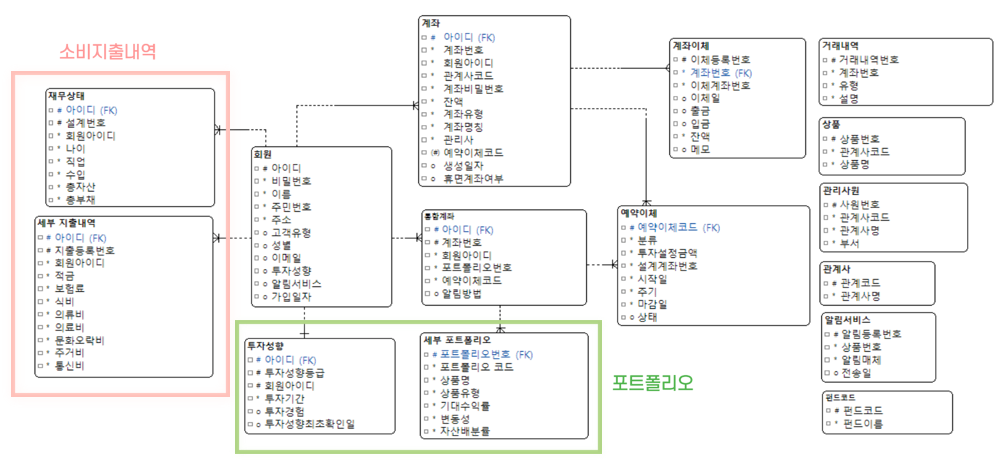 소비지출내역
재무상태
# 아이디 (FK)
# 설계번호
* 회원아이디
* 나이
* 직업
* 수입
* 총자산
* 총부채
세부 지출내역
# 아이디 (FK)
# 지출등록번호
* 회원아이디
* 적금
* 보험료
* 식비
* 의류비
* 의료비
* 문화오락비
* 주거비
* 통신비
회원
# 아이디
* 비밀번호
* 이름
* 주민번호
* 주소
o 고객유형
o 성별
o 이메일
* 투자성향
o 알림서비스
o 가입일자
투자성향
# 아이디 (FK)
# 투자성향등급
# 회원아이디
* 투자기간
o 투자경험
o 투자성향최초확인일
계좌
# 아이디 (FK)
* 계좌번호
* 회원아이디
* 관계사코드
* 계좌비밀번호
* 잔액
* 계좌유형
* 계좌명칭
* 관리사
(#) 예약이체코드
o 생성일자
o 휴면계좌여부
통합계좌
# 아이디 (FK)
# 계좌번호
* 회원아이디
* 포트폴리오번호
* 예약이체코드
o 알림방법
세부 포트폴리오
# 포트폴리오번호 (FK)
* 포트폴리오 코드
* 상품명
* 상품유형
* 기대수익률
* 변동성
* 자산배분률
포트폴리오
계좌이체
# 이체등록번호
* 계좌번호 (FK)
* 이체계좌번호
o 이체일
o 출금
o 입금
* 잔액
o 메모
예약이체
# 예약이체코드 (FK)
* 분류
* 투자설정금액
* 설계계좌번호
* 시작일
* 주기
* 마감일
o 상태
거래내역
# 거래내역번호
* 계좌번호
* 유형
* 설명
상품
# 상품번호
* 관계사코드
* 상품명
관리사원
# 사원번호
* 관계사코드
* 관계사명
* 부서
관계사
# 관계코드
* 관계사명
알림서비스
# 알림등록번호
* 상품번호
* 알림매체
o 전송일
펀드코드
# 펀드코드
* 펀드이름